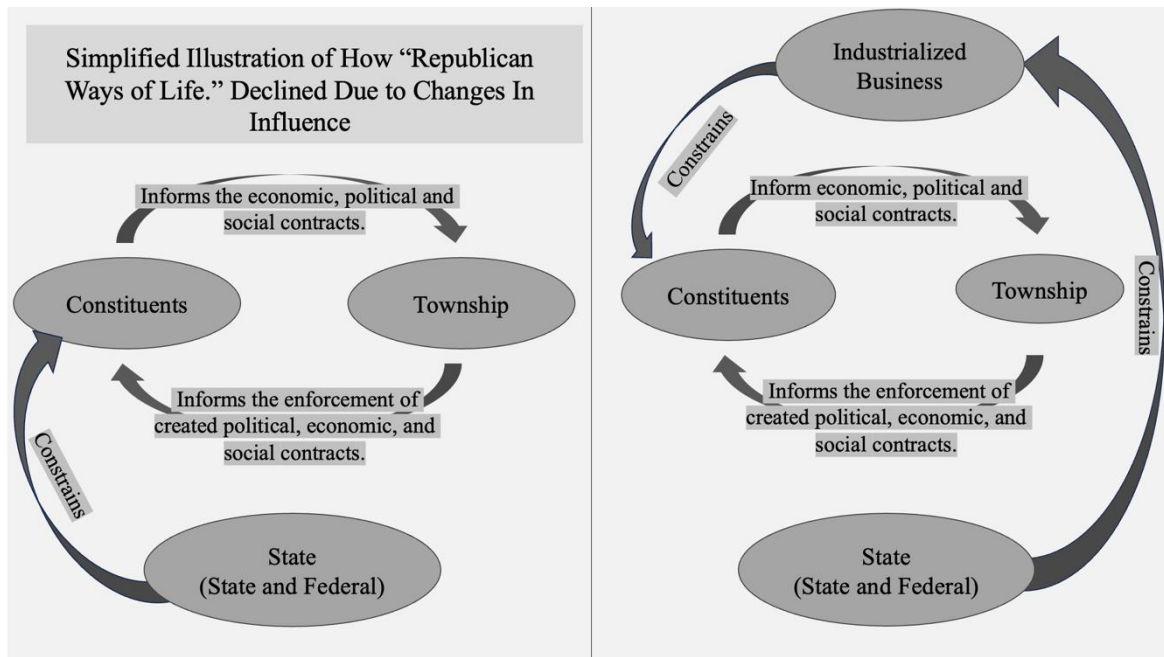 Simplified Illustration of How “Republican
Ways of Life.” Declined Due to Changes In
Influence
Informs the economic, political and
social contracts.
Constituents
Township
Informs the enforcement of
created political, economic, and
social contracts.
Constrains
State
(State and Federal)
Industrialized
Business
Constrains
Inform economic, political and
social contracts.
Constituents
Township
Constrains
Informs the enforcement of
created political, economic, and
social contracts.
State
(State and Federal)